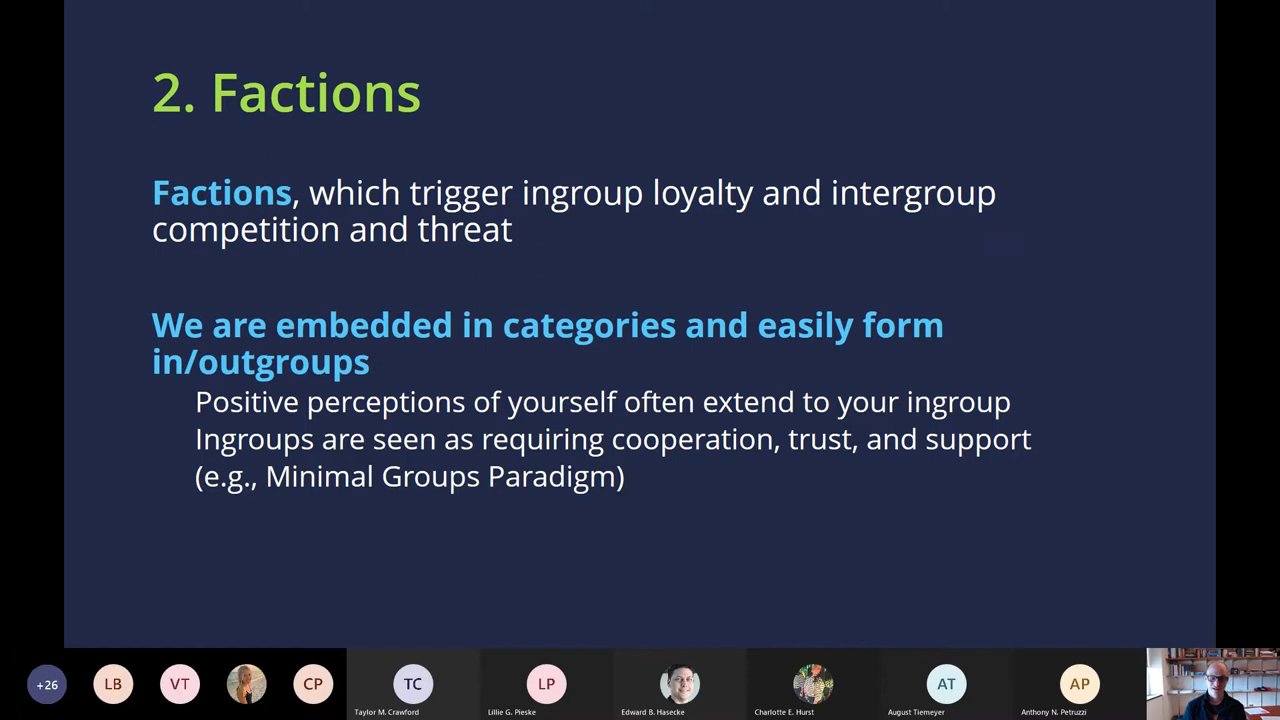 2. Factions
Factions, which trigger ingroup loyalty and intergroup
competition and threat
We are embedded in categories and easily form
in/outgroups
Positive perceptions of yourself often extend to your ingroup
Ingroups are seen as requiring cooperation, trust, and support
(e.g., Minimal Groups Paradigm)
+26
LB
VT
CP
TC
Taylor M. Crawford
LP
Lillie G. Pieske
Edward B. Hasecke
Charlotte E. Hurst
AT
August Tiemeyer
AP
Anthony N. Petruzzi